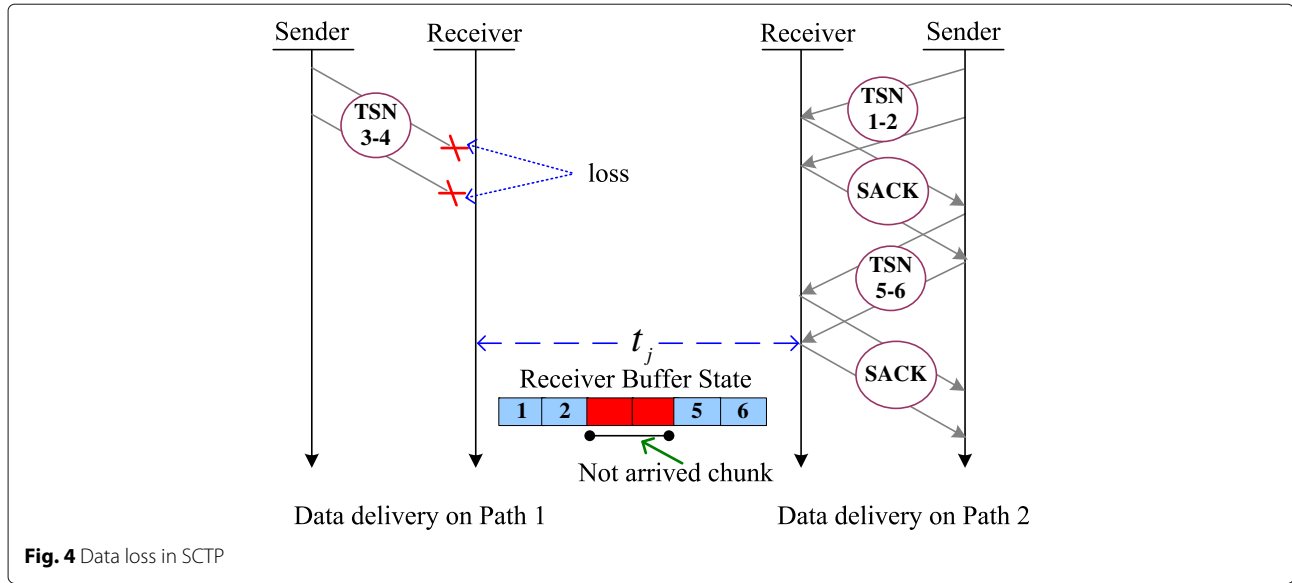 Sender Receiver Receiver Sender
TSN
3-4
loss
TSN
1-2
SACK
TSN
5-6
SACK
t_j
Receiver Buffer State
1 2 5 6
Not arrived chunk
Data delivery on Path 1 Data delivery on Path 2
Fig. 4 Data loss in SCTP